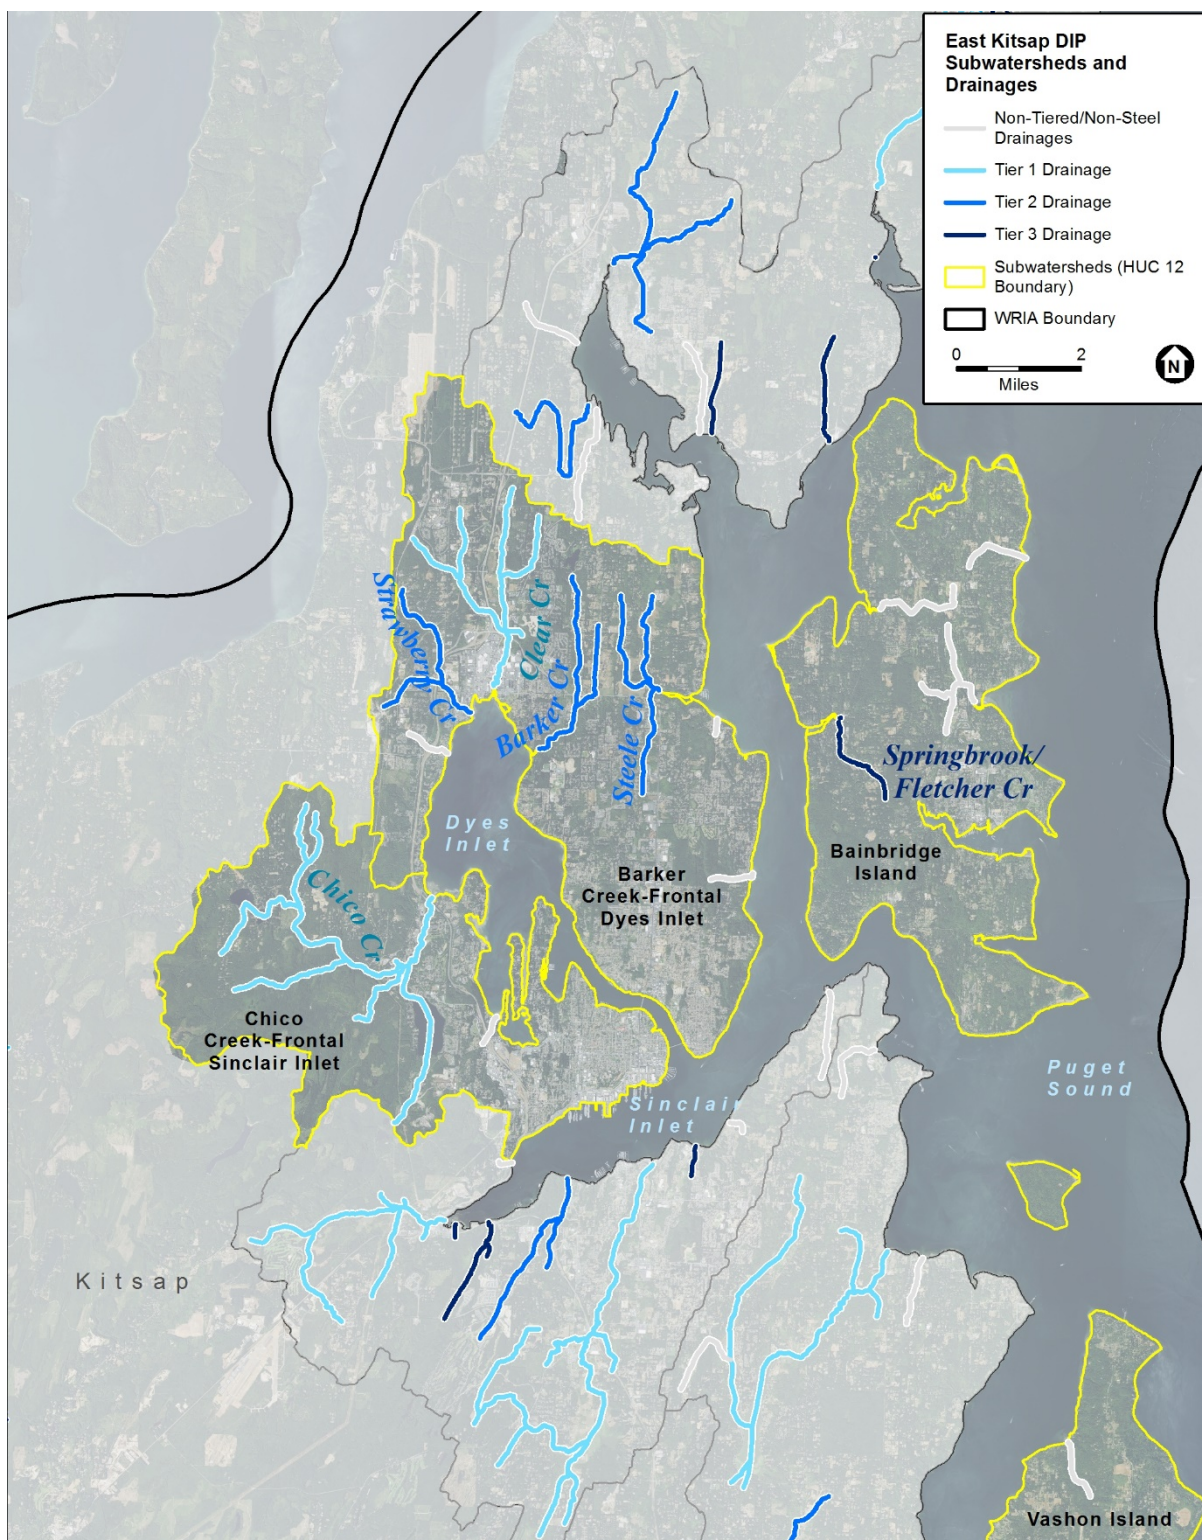 East Kitsap DIP
Subwatersheds and
Drainages
Non-Tiered/Non-Steel
Drainages
Tier 1 Drainage
Tier 2 Drainage
Tier 3 Drainage
Subwatersheds (HUC 12
Boundary)
WRIA Boundary
0 2
Miles
N
Strawberry Cr
Clear Cr
Barker Cr
Steele Cr
Springbrook/
Fletcher Cr
Dyes
Inlet
Bainbridge
Island
Barker
Creek-Frontal
Dyes Inlet
Chico Cr
Chico
Creek-Frontal
Sinclair Inlet
Puget
Sound
Sinclair
Inlet
Kitsap
Vashon Island